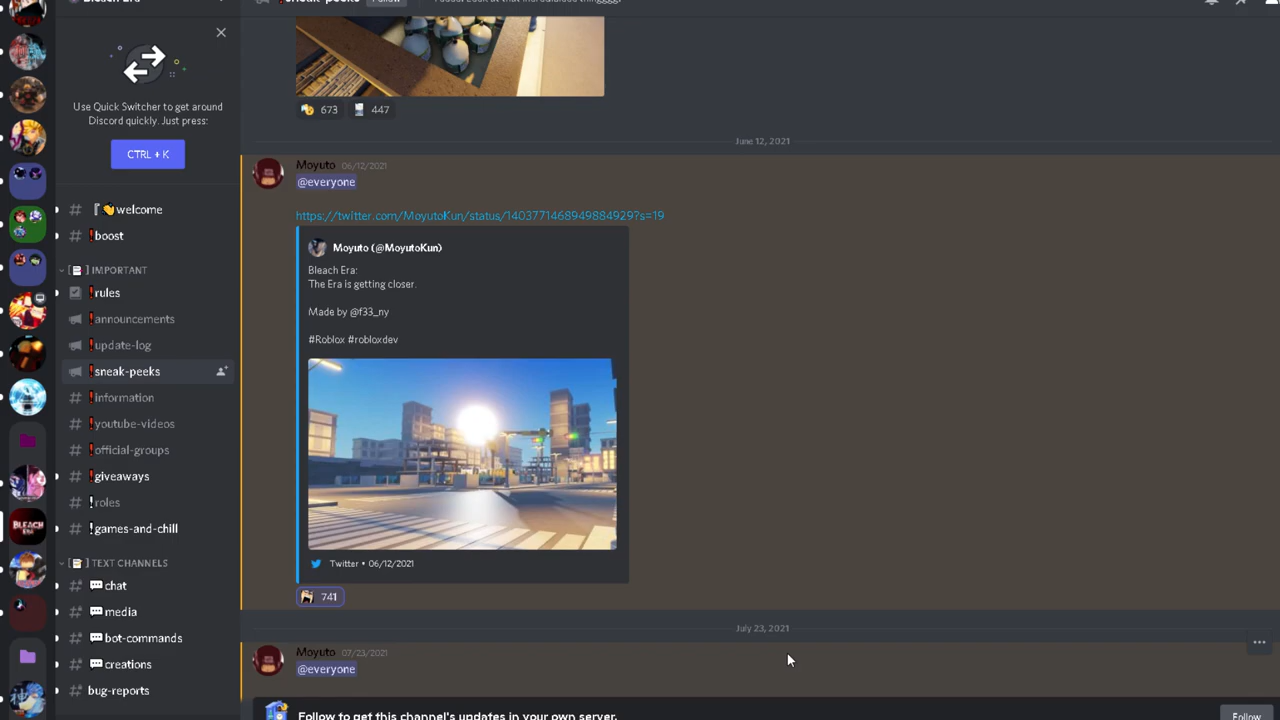 Use Quick Switcher to get around
Discord quickly. Just press:
CTRL + K
welcome
boost
IMPORTANT
rules
announcements
update-log
sneak-peeks
information
youtube-videos
official-groups
giveaways
roles
games-and-chill
TEXT CHANNELS
chat
media
bot-commands
creations
bug-reports
BLEACH
ERA
sneak-peeks
Follow
673
447
June 12, 2021
Moyuto 06/12/2021
@everyone
https://twitter.com/MoyutoKun/status/1403771468949884929?s=19
Moyuto (@MoyutoKun)
Bleach Era:
The Era is getting closer.
Made by @f33_ny
#Roblox #robloxdev
Twitter • 06/12/2021
741
July 23, 2021
Moyuto 07/23/2021
@everyone
Follow to get this channel's updates in your own server.
Follow